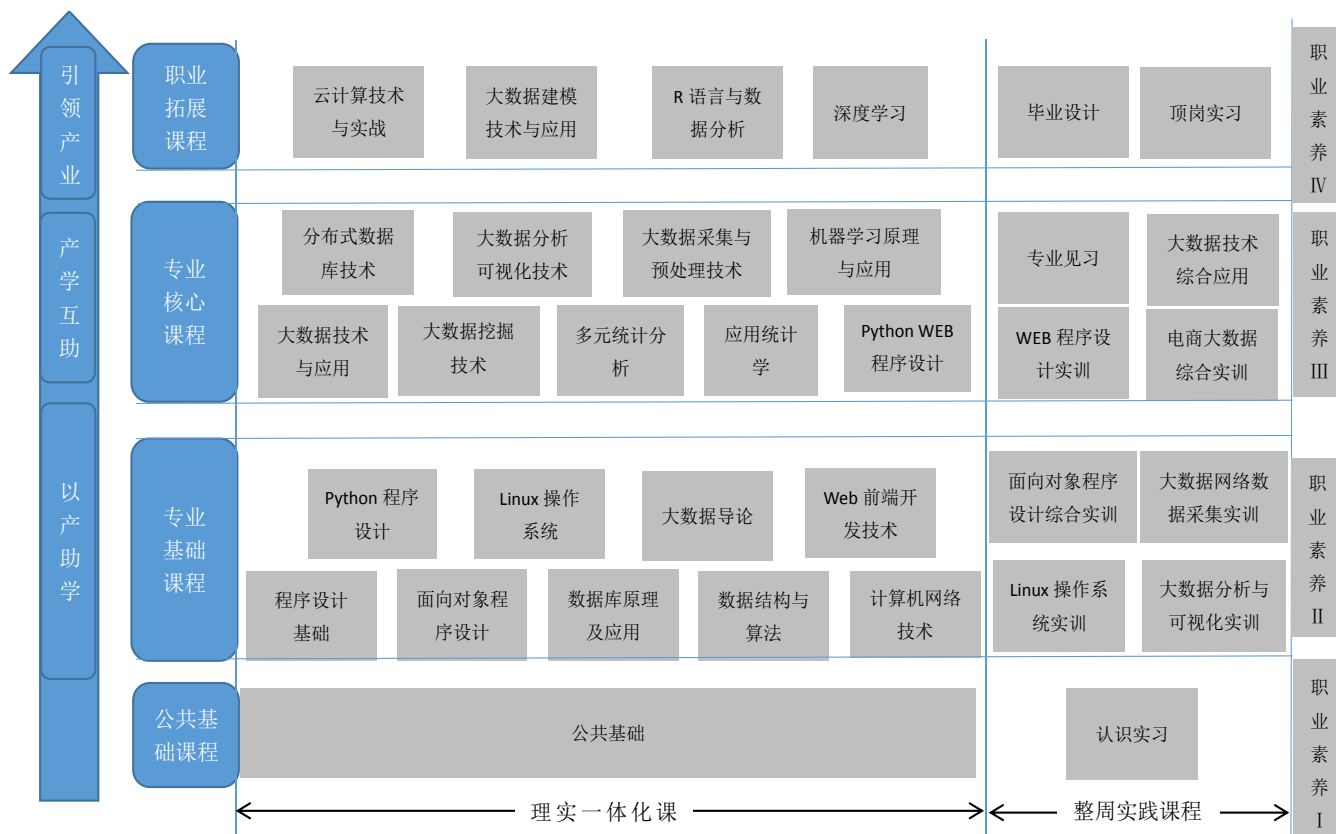 引
领
产
业
职业
拓展
课程
云计算技术
与实战
大数据建模
技术与应用
R 语言与数
据分析
深度学习
毕业设计
顶岗实习
职
业
素
养
Ⅳ
产
学
互
助
专业
核心
课程
分布式数据
库技术
大数据分析
可视化技术
大数据采集与
预处理技术
机器学习原理
与应用
大数据技术
与应用
大数据挖掘
技术
多元统计分
析
应用统计
学
Python WEB
程序设计
专业见习
大数据技术
综合应用
WEB 程序设
计实训
电商大数据
综合实训
职
业
素
养
III
以
产
助
学
专业
基础
课程
Python 程序
设计
Linux 操作
系统
大数据导论
Web 前端开
发技术
程序设计
基础
面向对象程
序设计
数据库原理
及应用
数据结构与
算法
计算机网络
技术
面向对象程序
设计综合实训
大数据网络数
据采集实训
Linux 操作系
统实训
大数据分析与
可视化实训
职
业
素
养
Ⅱ
公共基
础课程
公共基础
认识实习
职
业
素
养
Ⅰ
理实一体化课
整周实践课程